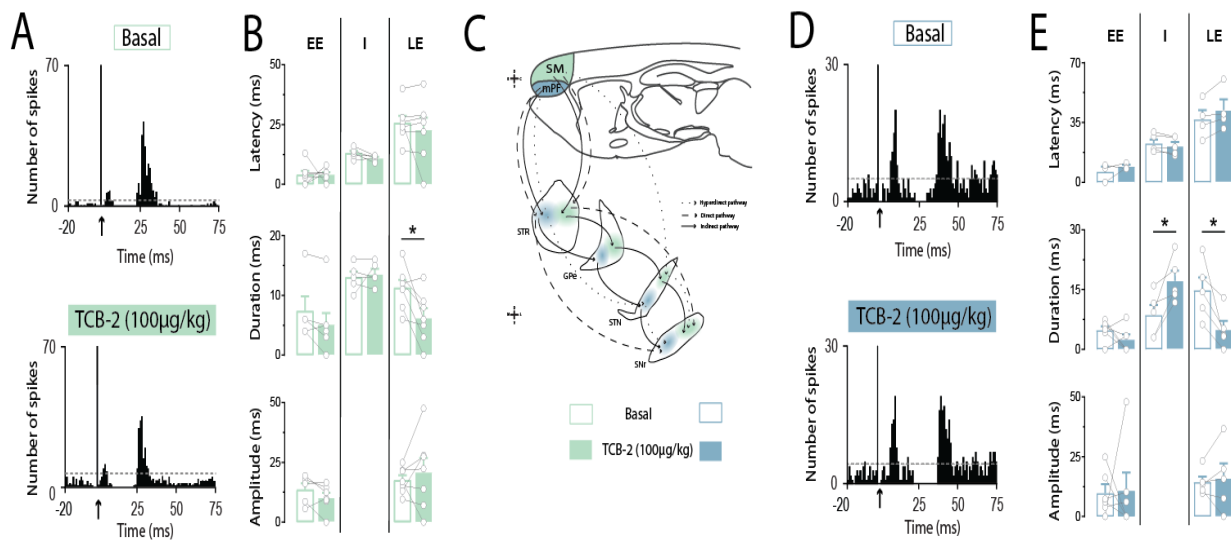 A
Basal
Number of spikes
70
0
-20 0 25 50 75
Time (ms)
TCB-2 (100µg/kg)
Number of spikes
70
0
-20 0 25 50 75
Time (ms)
B
EE I LE
Latency (ms)
50
25
0
Duration (ms)
20
10
0
*
Amplitude (ms)
50
25
0
C
SM
mPF
STR
GPe
STN
SNr
Hyperdirect pathway
Direct pathway
Indirect pathway
Basal
TCB-2 (100µg/kg)
D
Basal
Number of spikes
30
0
-20 0 25 50 75
Time (ms)
TCB-2 (100µg/kg)
Number of spikes
30
0
-20 0 25 50 75
Time (ms)
E
EE I LE
Latency (ms)
70
35
0
Duration (ms)
30
15
0
* *
Amplitude (ms)
50
25
0